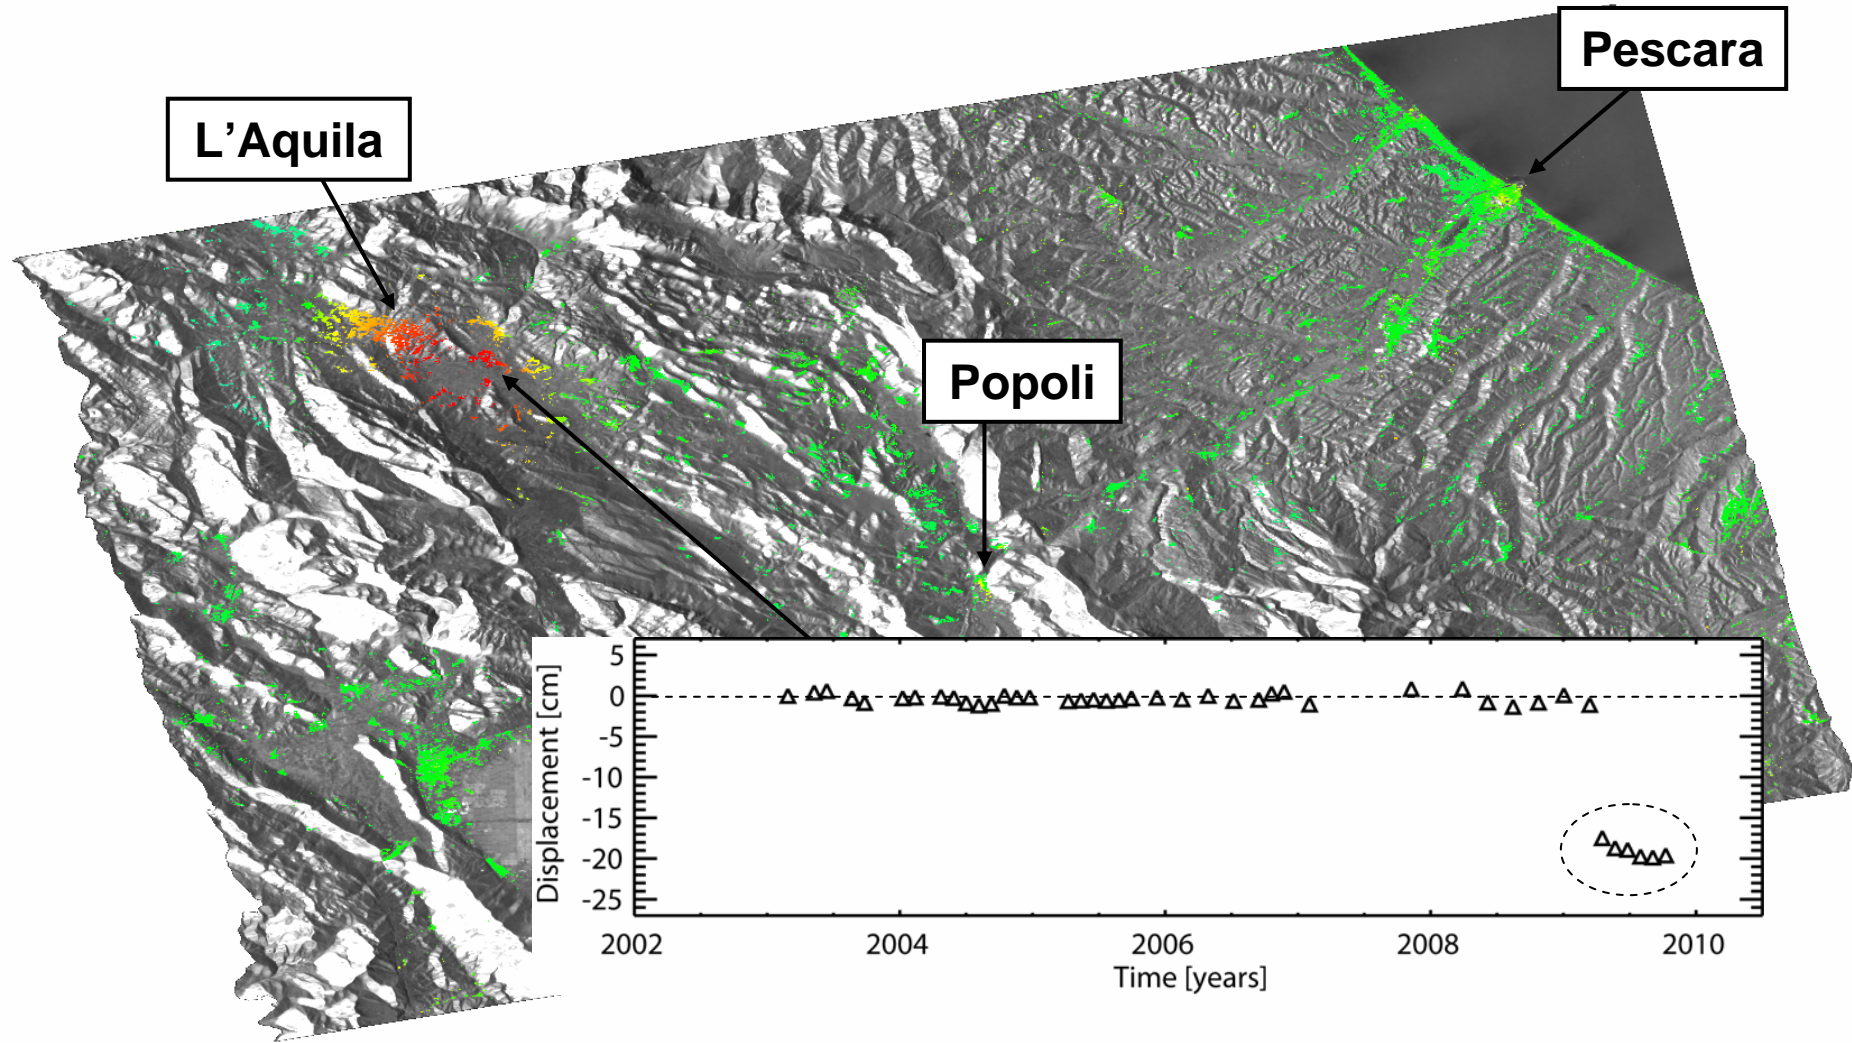 Pescara
L’Aquila
Popoli
5
0
-5
-10
-15
-20
-25
Displacement [cm]
2002 2004 2006 2008 2010
Time [years]